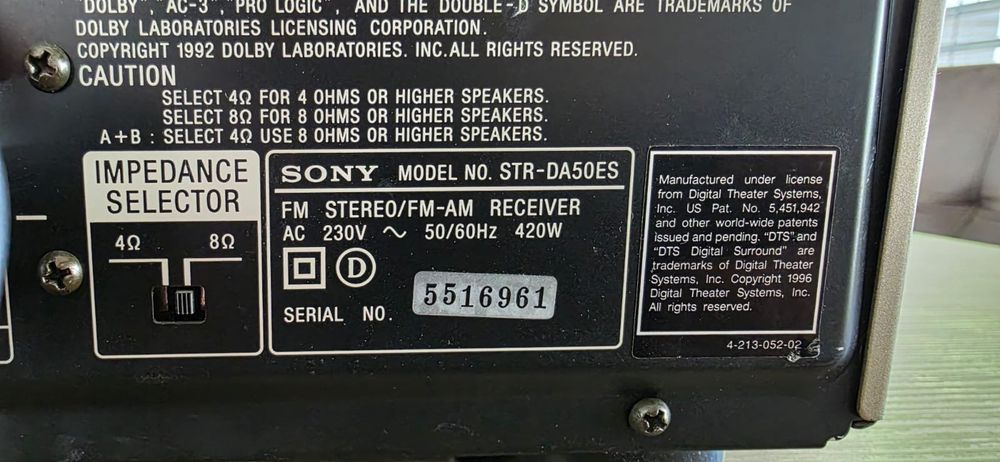 "DOLBY", "AC-3", "PRO LOGIC", AND THE DOUBLE-D SYMBOL ARE TRADEMARKS OF
DOLBY LABORATORIES LICENSING CORPORATION.
COPYRIGHT 1992 DOLBY LABORATORIES. INC.ALL RIGHTS RESERVED.
CAUTION
SELECT 4Ω FOR 4 OHMS OR HIGHER SPEAKERS.
SELECT 8Ω FOR 8 OHMS OR HIGHER SPEAKERS.
A+B : SELECT 4Ω USE 8 OHMS OR HIGHER SPEAKERS.
IMPEDANCE
SELECTOR
4Ω 8Ω
SONY MODEL NO. STR-DA50ES
FM STEREO/FM-AM RECEIVER
AC 230V ~ 50/60Hz 420W
D
SERIAL NO. 5516961
Manufactured under license
from Digital Theater Systems,
Inc. US Pat. No. 5,451,942
and other world-wide patents
issued and pending. "DTS" and
"DTS Digital Surround" are
trademarks of Digital Theater
Systems, Inc. Copyright 1996
Digital Theater Systems, Inc.
All rights reserved.
4-213-052-02